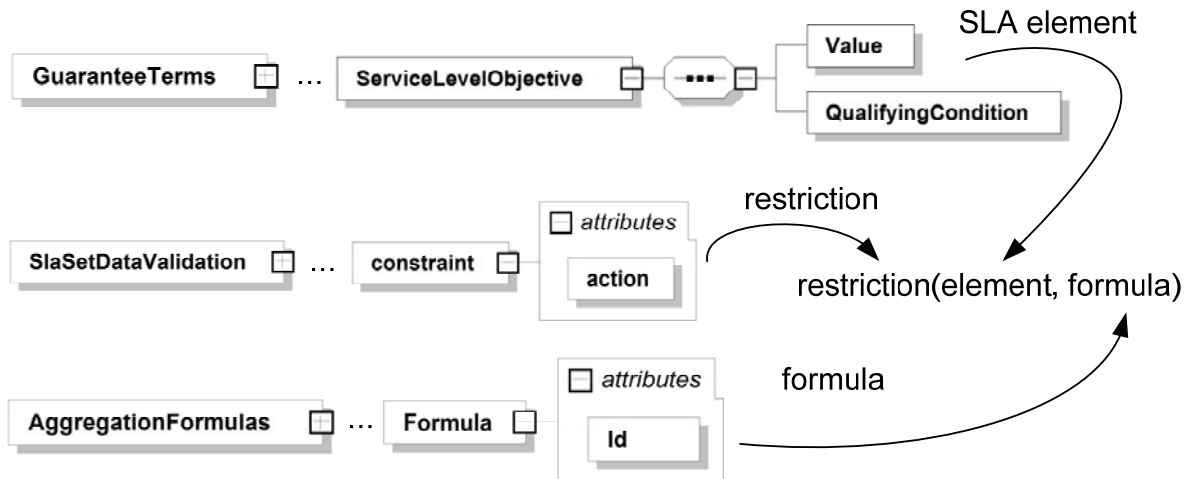 SLA element
GuaranteeTerms ... ServiceLevelObjective Value
QualifyingCondition
restriction
attributes
SlaSetDataValidation ... constraint
action
restriction(element, formula)
formula
attributes
AggregationFormulas ... Formula
Id